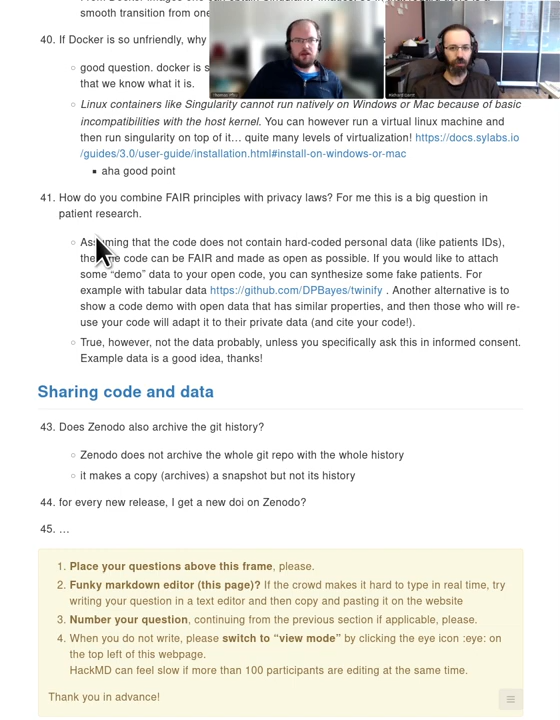 smooth transition from one
40. If Docker is so unfriendly, why
good question. docker is s
that we know what it is.
Linux containers like Singularity cannot run natively on Windows or Mac because of basic
incompatibilities with the host kernel. You can however run a virtual linux machine and
then run singularity on top of it… quite many levels of virtualization! https://docs.sylabs.io
/guides/3.0/user-guide/installation.html#install-on-windows-or-mac
aha good point
41. How do you combine FAIR principles with privacy laws? For me this is a big question in
patient research.
Assuming that the code does not contain hard-coded personal data (like patients IDs),
the code can be FAIR and made as open as possible. If you would like to attach
some “demo” data to your open code, you can synthesize some fake patients. For
example with tabular data https://github.com/DPBayes/twinify . Another alternative is to
show a code demo with open data that has similar properties, and then those who will re-
use your code will adapt it to their private data (and cite your code!).
True, however, not the data probably, unless you specifically ask this in informed consent.
Example data is a good idea, thanks!
Sharing code and data
43. Does Zenodo also archive the git history?
Zenodo does not archive the whole git repo with the whole history
it makes a copy (archives) a snapshot but not its history
44. for every new release, I get a new doi on Zenodo?
45. …
1. Place your questions above this frame, please.
2. Funky markdown editor (this page)? If the crowd makes it hard to type in real time, try
writing your question in a text editor and then copy and pasting it on the website
3. Number your question, continuing from the previous section if applicable, please.
4. When you do not write, please switch to “view mode” by clicking the eye icon :eye: on
the top left of this webpage.
HackMD can feel slow if more than 100 participants are editing at the same time.
Thank you in advance!